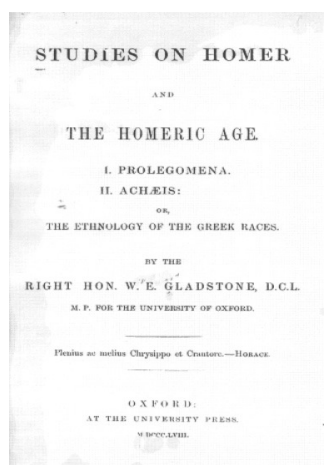 STUDIES ON HOMER
AND
THE HOMERIC AGE.
I. PROLEGOMENA.
II. ACHÆIS:
OR,
THE ETHNOLOGY OF THE GREEK RACES.
BY THE
RIGHT HON. W. E. GLADSTONE, D.C.L.
M. P. FOR THE UNIVERSITY OF OXFORD.
Plenius ac melius Chrysippo et Crantore.—HORACE.
OXFORD:
AT THE UNIVERSITY PRESS.
M.DCCC.LVIII.